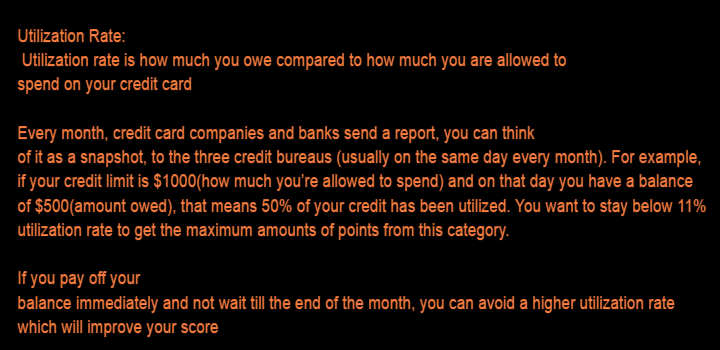 Utilization Rate:
Utilization rate is how much you owe compared to how much you are allowed to
spend on your credit card
Every month, credit card companies and banks send a report, you can think
of it as a snapshot, to the three credit bureaus (usually on the same day every month). For example,
if your credit limit is $1000(how much you’re allowed to spend) and on that day you have a balance
of $500(amount owed), that means 50% of your credit has been utilized. You want to stay below 11%
utilization rate to get the maximum amounts of points from this category.
If you pay off your
balance immediately and not wait till the end of the month, you can avoid a higher utilization rate
which will improve your score